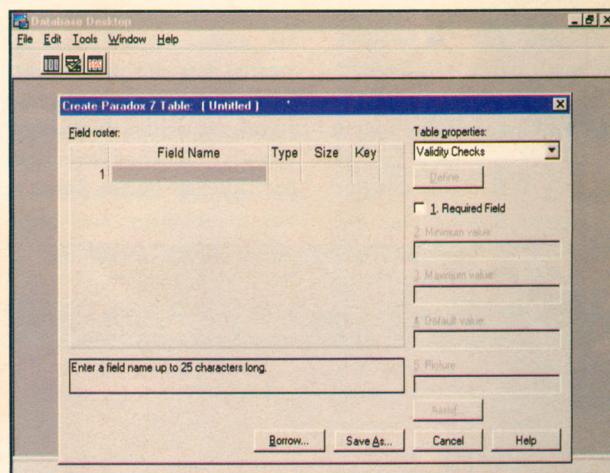 Database Desktop
File Edit Tools Window Help
Create Paradox 7 Table: ( Untitled )
Field roster:
Field Name Type Size Key
1
Enter a field name up to 25 characters long.
Table properties:
Validity Checks
Define...
1. Required Field
2. Minimum value:
3. Maximum value:
4. Default value:
5. Picture:
Assist...
Borrow... Save As... Cancel Help